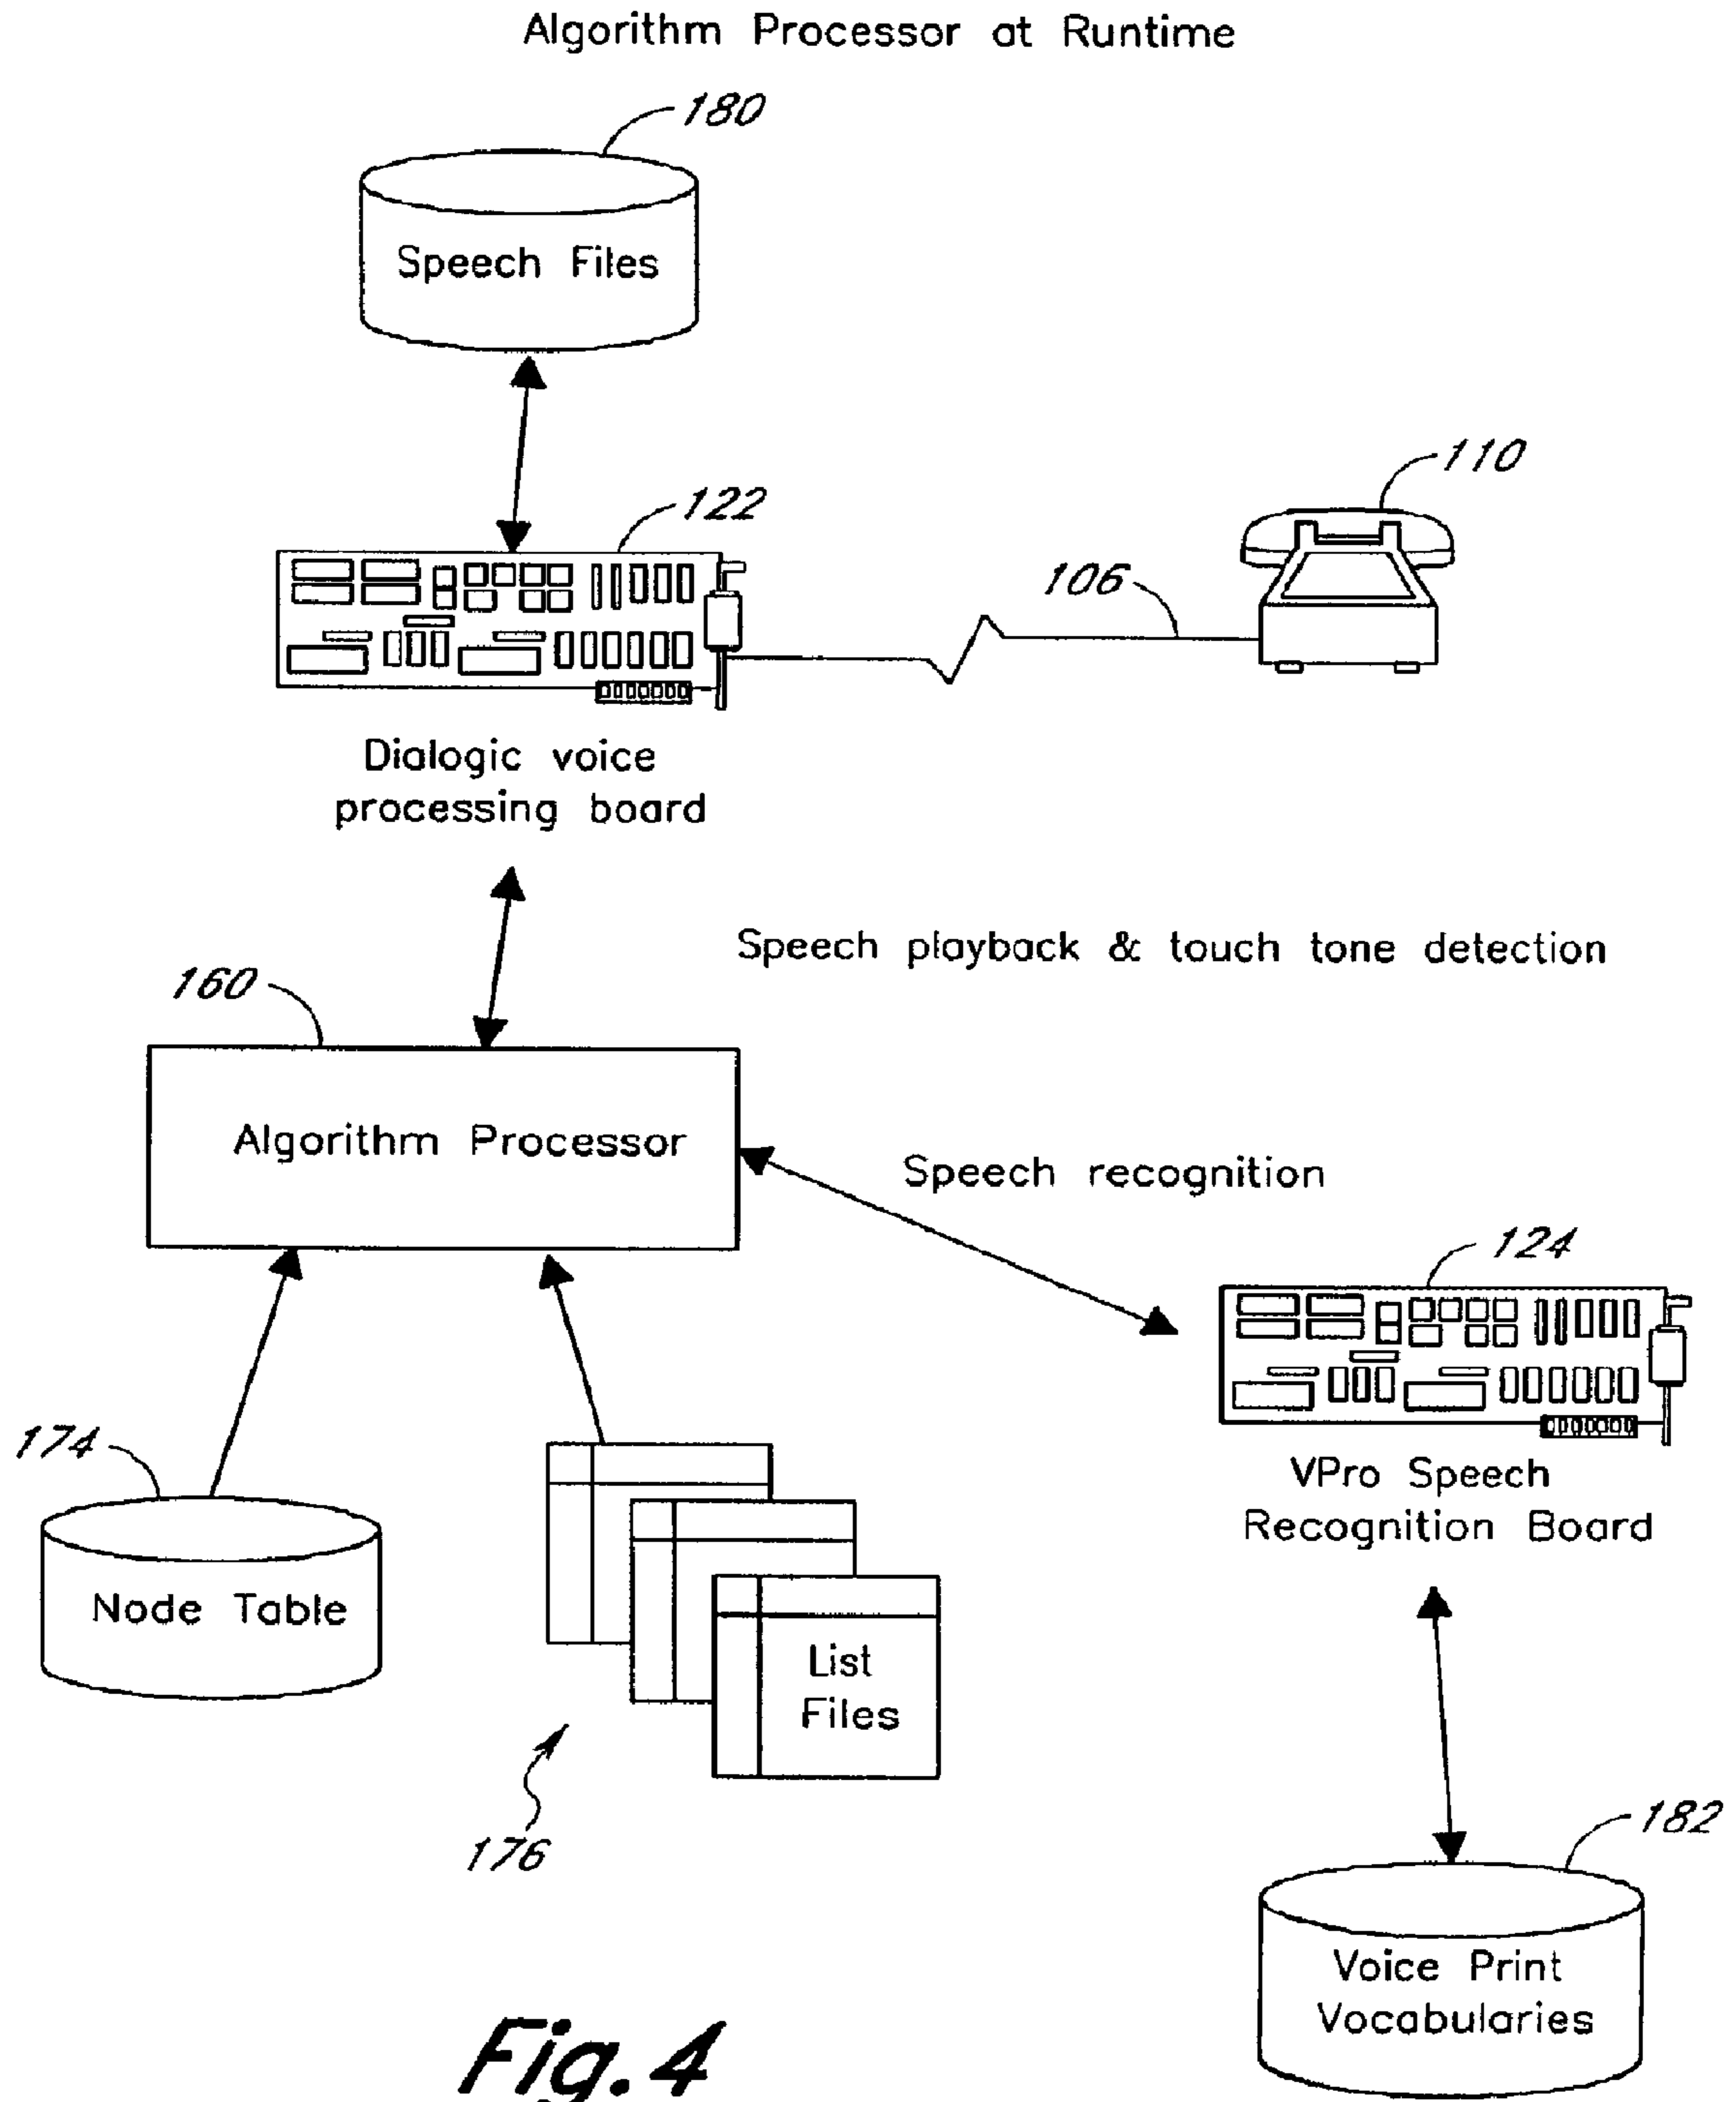 Algorithm Processor at Runtime
180
Speech Files
110
122
106
Dialogic voice
processing board
Speech playback & touch tone detection
160
Algorithm Processor
Speech recognition
124
VPro Speech
Recognition Board
174
Node Table
List
Files
176
182
Voice Print
Vocabularies
Fig. 4